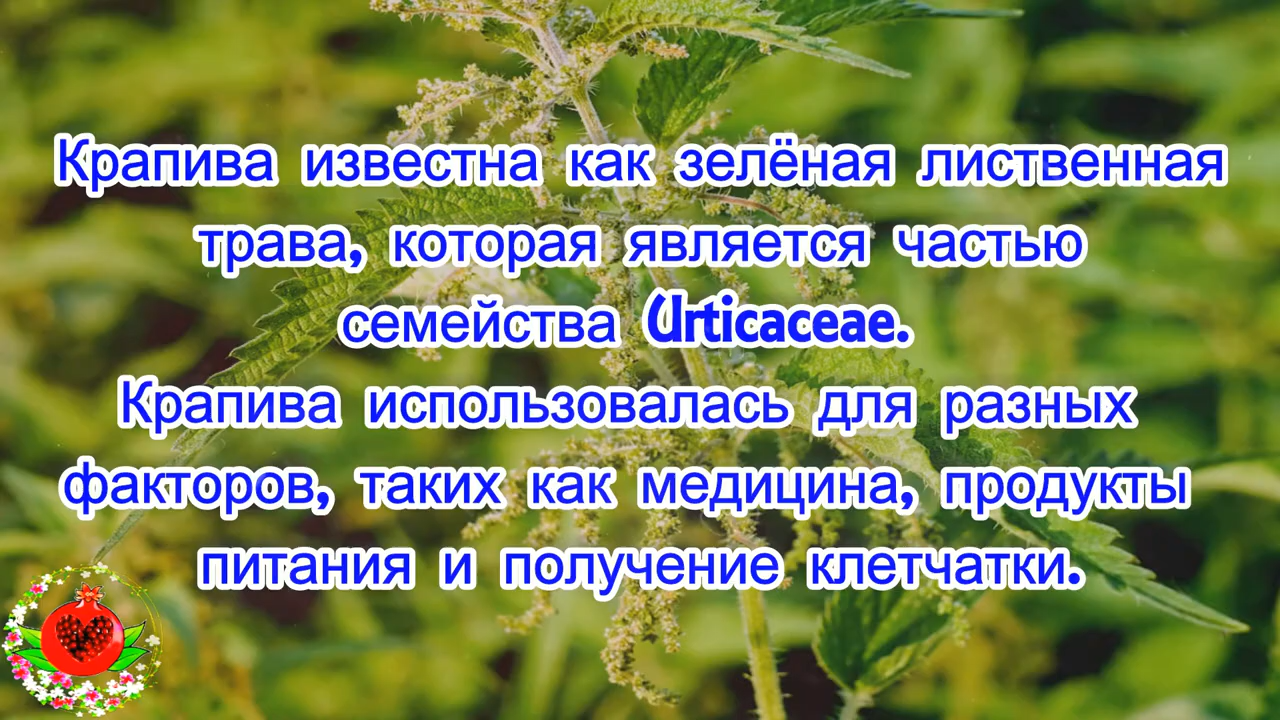 Крапива известна как зелёная лиственная
трава, которая является частью
семейства Urticaceae.
Крапива использовалась для разных
факторов, таких как медицина, продукты
питания и получение клетчатки.